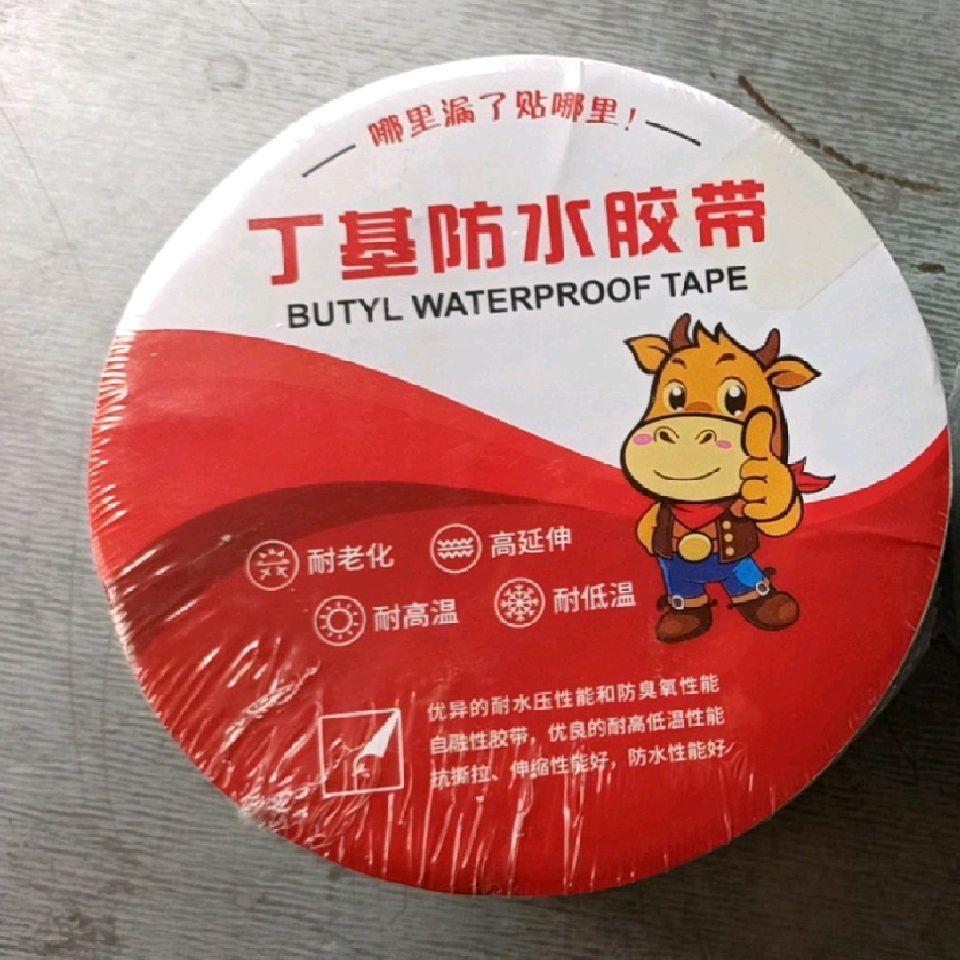 哪里漏了贴哪里!
丁基防水胶带
BUTYL WATERPROOF TAPE
耐老化
高延伸
耐高温
耐低温
优异的耐水压性能和防臭氧性能
自融性胶带，优良的耐高低温性能
抗撕拉、伸缩性能好，防水性能好